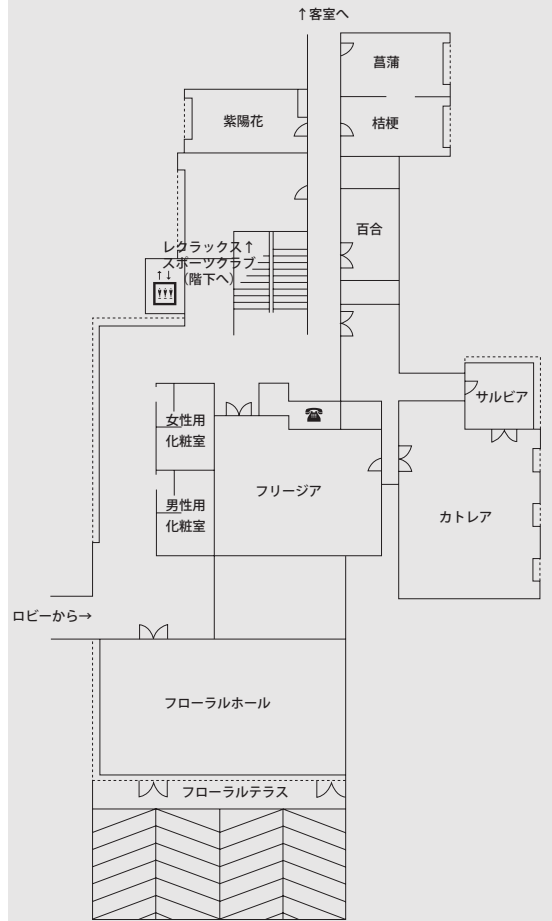 ↑客室へ
菖蒲
紫陽花
桔梗
百合
レクラックス↑
スポーツクラブ
(階下へ)
↑↓
サルビア
女性用
化粧室
フリージア
男性用
化粧室
カトレア
ロビーから→
フローラルホール
フローラルテラス